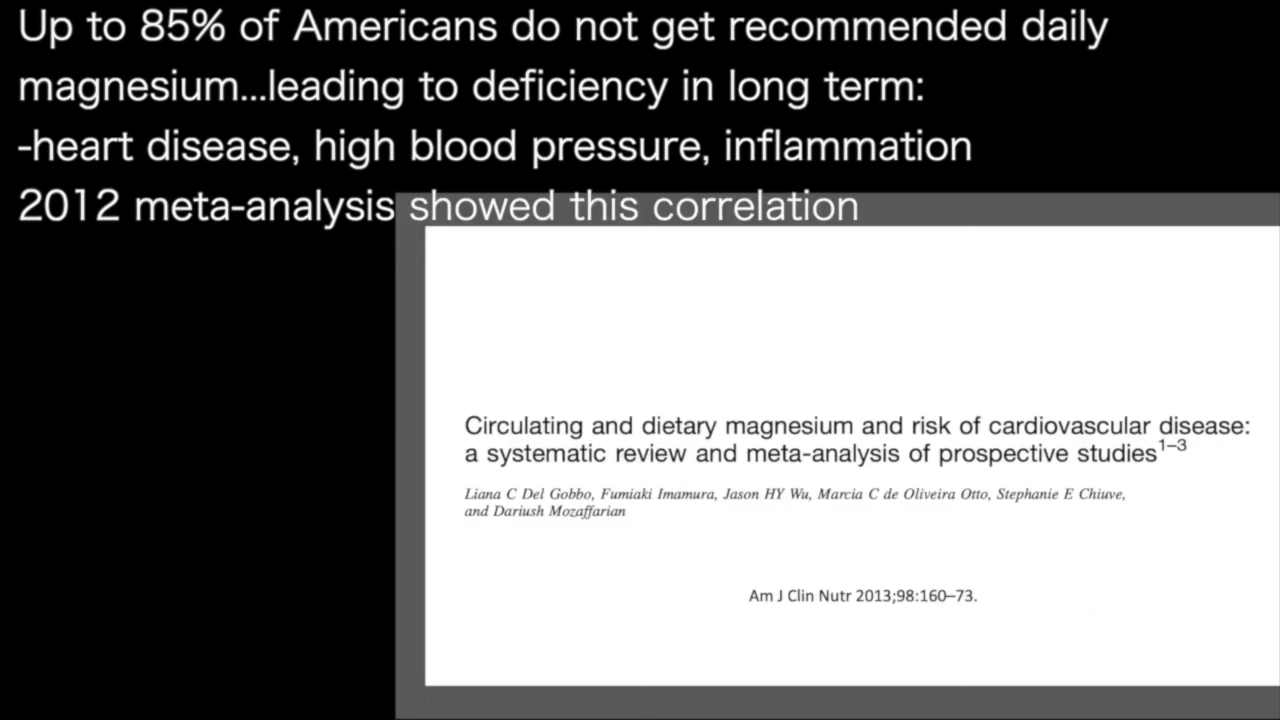 Up to 85% of Americans do not get recommended daily
magnesium...leading to deficiency in long term:
-heart disease, high blood pressure, inflammation
2012 meta-analysis showed this correlation
Circulating and dietary magnesium and risk of cardiovascular disease:
a systematic review and meta-analysis of prospective studies1–3
Liana C Del Gobbo, Fumiaki Imamura, Jason HY Wu, Marcia C de Oliveira Otto, Stephanie E Chiuve,
and Dariush Mozaffarian
Am J Clin Nutr 2013;98:160–73.